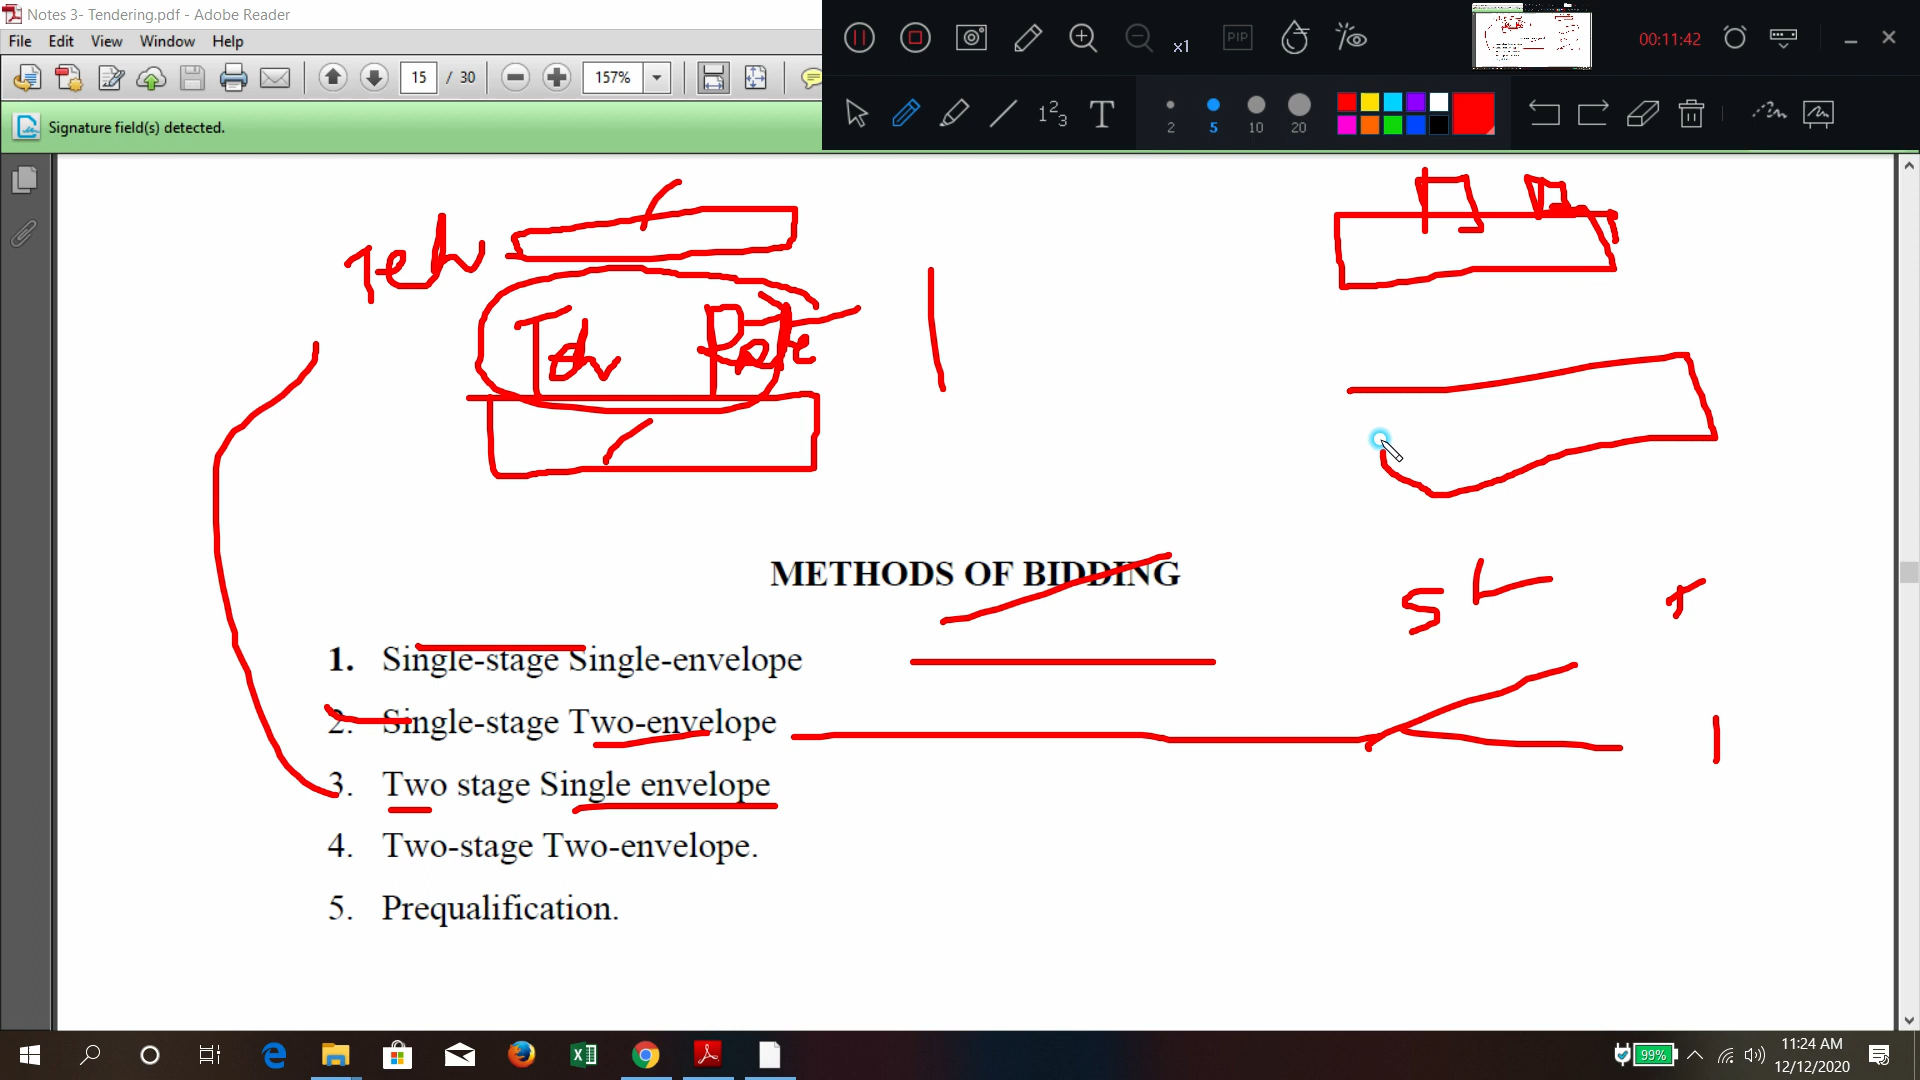 Notes 3- Tendering.pdf - Adobe Reader
File Edit View Window Help
15 / 30 157%
Signature field(s) detected.
x1 PIP 00:11:42
1²3 T 2 5 10 20
Tech
Tech Rate
METHODS OF BIDDING
1. Single-stage Single-envelope
2. Single-stage Two-envelope
3. Two stage Single envelope
4. Two-stage Two-envelope.
5. Prequalification.
99% 11:24 AM
12/12/2020